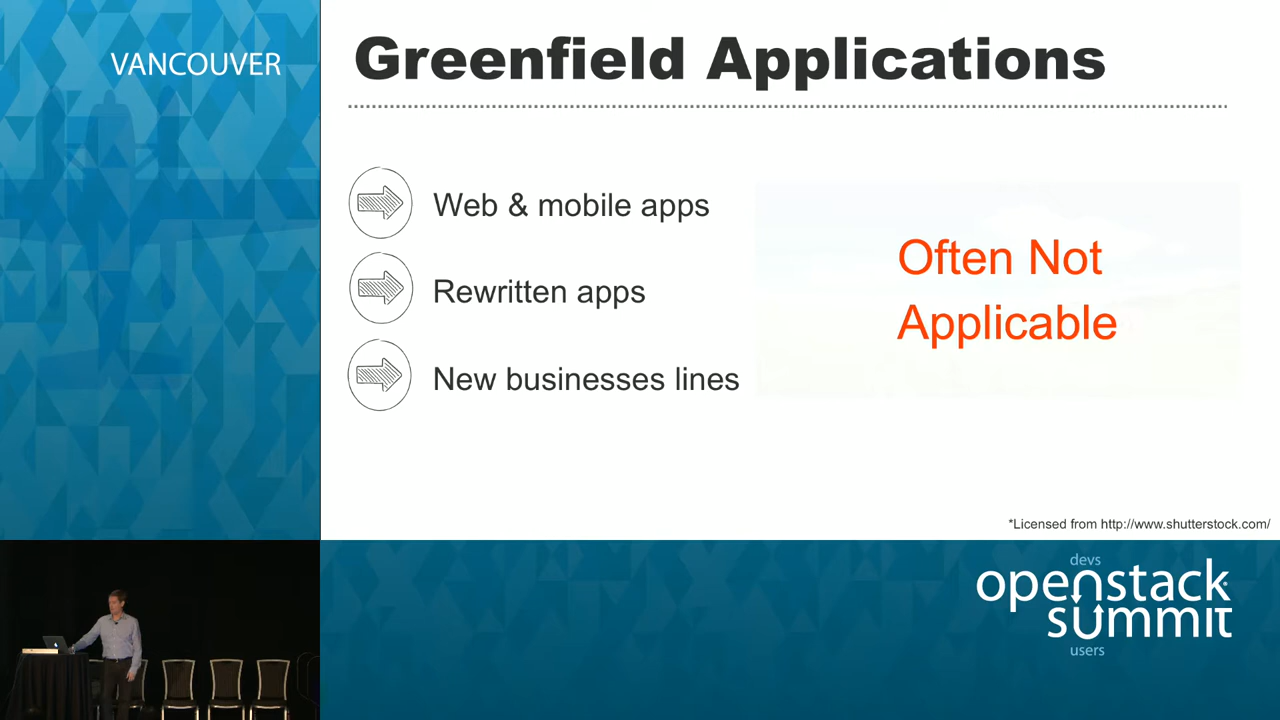 VANCOUVER
Greenfield Applications
Web & mobile apps
Rewritten apps
New businesses lines
Often Not
Applicable
*Licensed from http://www.shutterstock.com/
devs
openstack
summit
users